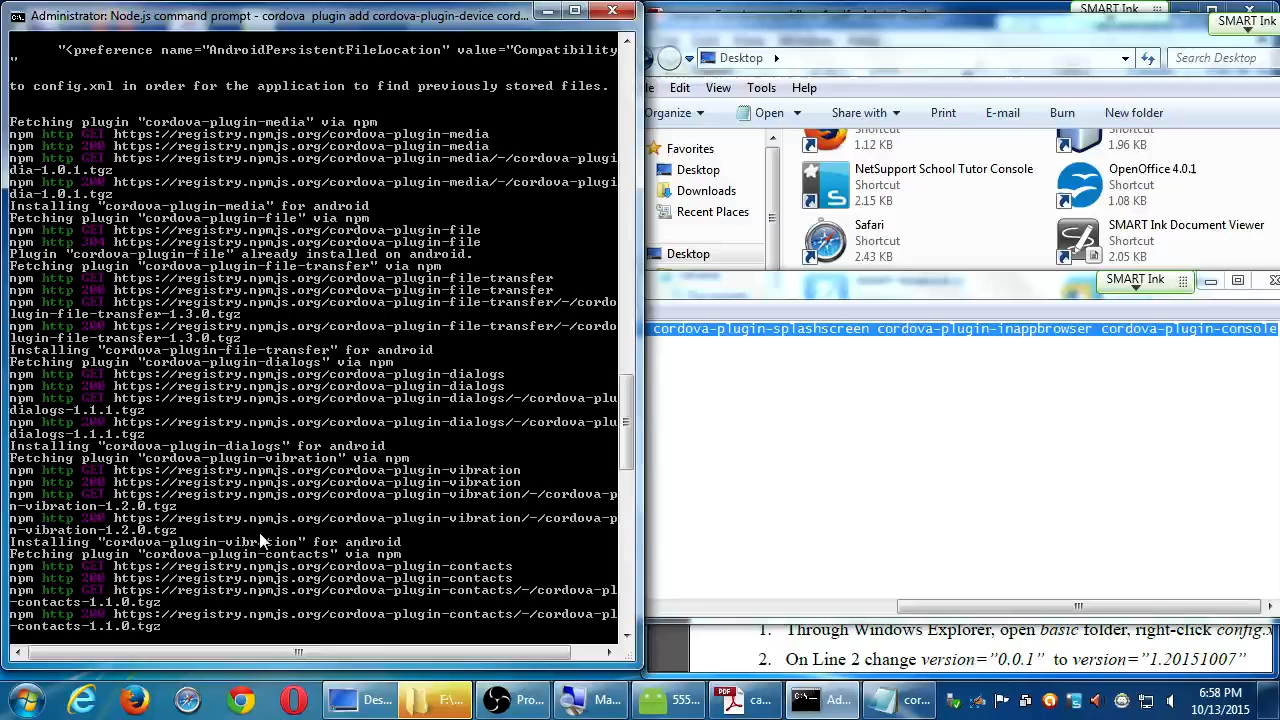 Administrator: Node.js command prompt - cordova  plugin add cordova-plugin-device cord...
"<preference name="AndroidPersistentFileLocation" value="Compatibility
"
to config.xml in order for the application to find previously stored files.
Fetching plugin "cordova-plugin-media" via npm
npm http GET https://registry.npmjs.org/cordova-plugin-media
npm http 200 https://registry.npmjs.org/cordova-plugin-media
npm http GET https://registry.npmjs.org/cordova-plugin-media/-/cordova-plugi
dia-1.0.1.tgz
npm http 200 https://registry.npmjs.org/cordova-plugin-media/-/cordova-plugi
dia-1.0.1.tgz
Installing "cordova-plugin-media" for android
Fetching plugin "cordova-plugin-file" via npm
npm http GET https://registry.npmjs.org/cordova-plugin-file
npm http 304 https://registry.npmjs.org/cordova-plugin-file
Plugin "cordova-plugin-file" already installed on android.
Fetching plugin "cordova-plugin-file-transfer" via npm
npm http GET https://registry.npmjs.org/cordova-plugin-file-transfer
npm http 200 https://registry.npmjs.org/cordova-plugin-file-transfer
npm http GET https://registry.npmjs.org/cordova-plugin-file-transfer/-/cordo
lugin-file-transfer-1.3.0.tgz
npm http 200 https://registry.npmjs.org/cordova-plugin-file-transfer/-/cordo
lugin-file-transfer-1.3.0.tgz
Installing "cordova-plugin-file-transfer" for android
Fetching plugin "cordova-plugin-dialogs" via npm
npm http GET https://registry.npmjs.org/cordova-plugin-dialogs
npm http 200 https://registry.npmjs.org/cordova-plugin-dialogs
npm http GET https://registry.npmjs.org/cordova-plugin-dialogs/-/cordova-plu
dialogs-1.1.1.tgz
npm http 200 https://registry.npmjs.org/cordova-plugin-dialogs/-/cordova-plu
dialogs-1.1.1.tgz
Installing "cordova-plugin-dialogs" for android
Fetching plugin "cordova-plugin-vibration" via npm
npm http GET https://registry.npmjs.org/cordova-plugin-vibration
npm http 200 https://registry.npmjs.org/cordova-plugin-vibration
npm http GET https://registry.npmjs.org/cordova-plugin-vibration/-/cordova-p
n-vibration-1.2.0.tgz
npm http 200 https://registry.npmjs.org/cordova-plugin-vibration/-/cordova-p
n-vibration-1.2.0.tgz
Installing "cordova-plugin-vibration" for android
Fetching plugin "cordova-plugin-contacts" via npm
npm http GET https://registry.npmjs.org/cordova-plugin-contacts
npm http 200 https://registry.npmjs.org/cordova-plugin-contacts
npm http GET https://registry.npmjs.org/cordova-plugin-contacts/-/cordova-pl
-contacts-1.1.0.tgz
npm http 200 https://registry.npmjs.org/cordova-plugin-contacts/-/cordova-pl
-contacts-1.1.0.tgz
SMART Ink
SMART Ink
Desktop
Search Desktop
le Edit View Tools Help
Organize Open Share with Print Email Burn New folder
Favorites
Desktop
Downloads
Recent Places
Desktop
Shortcut
1.12 KB
Shortcut
1.96 KB
NetSupport School Tutor Console
Shortcut
2.15 KB
OpenOffice 4.0.1
Shortcut
1.08 KB
Safari
Shortcut
2.43 KB
SMART Ink Document Viewer
Shortcut
2.05 KB
SMART Ink
cordova-plugin-splashscreen cordova-plugin-inappbrowser cordova-plugin-console
1. Through Windows Explorer, open basic folder, right-click config.x
2. On Line 2 change version="0.0.1" to version="1.20151007"
Des...
F:\...
Pro...
Ma...
555...
ca...
Ad...
cor...
6:58 PM
10/13/2015